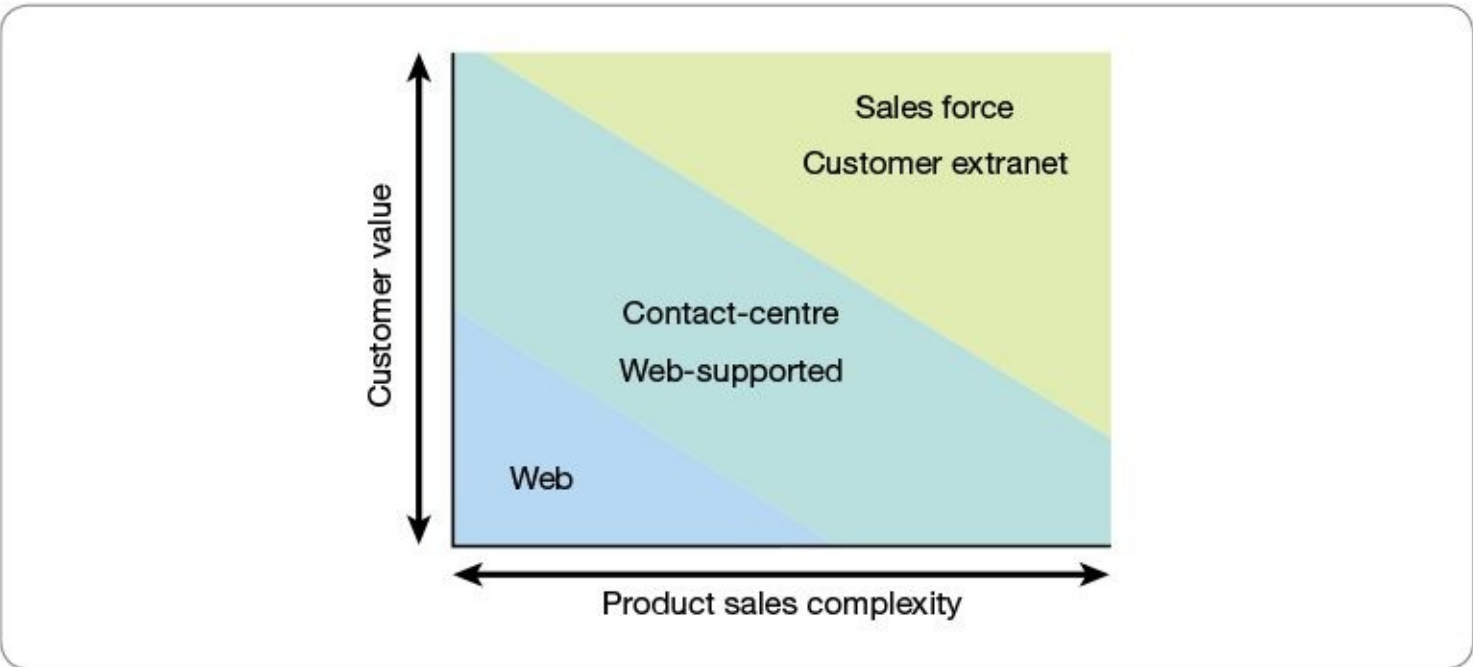 Sales force
Customer extranet
Customer value
Contact-centre
Web-supported
Web
Product sales complexity